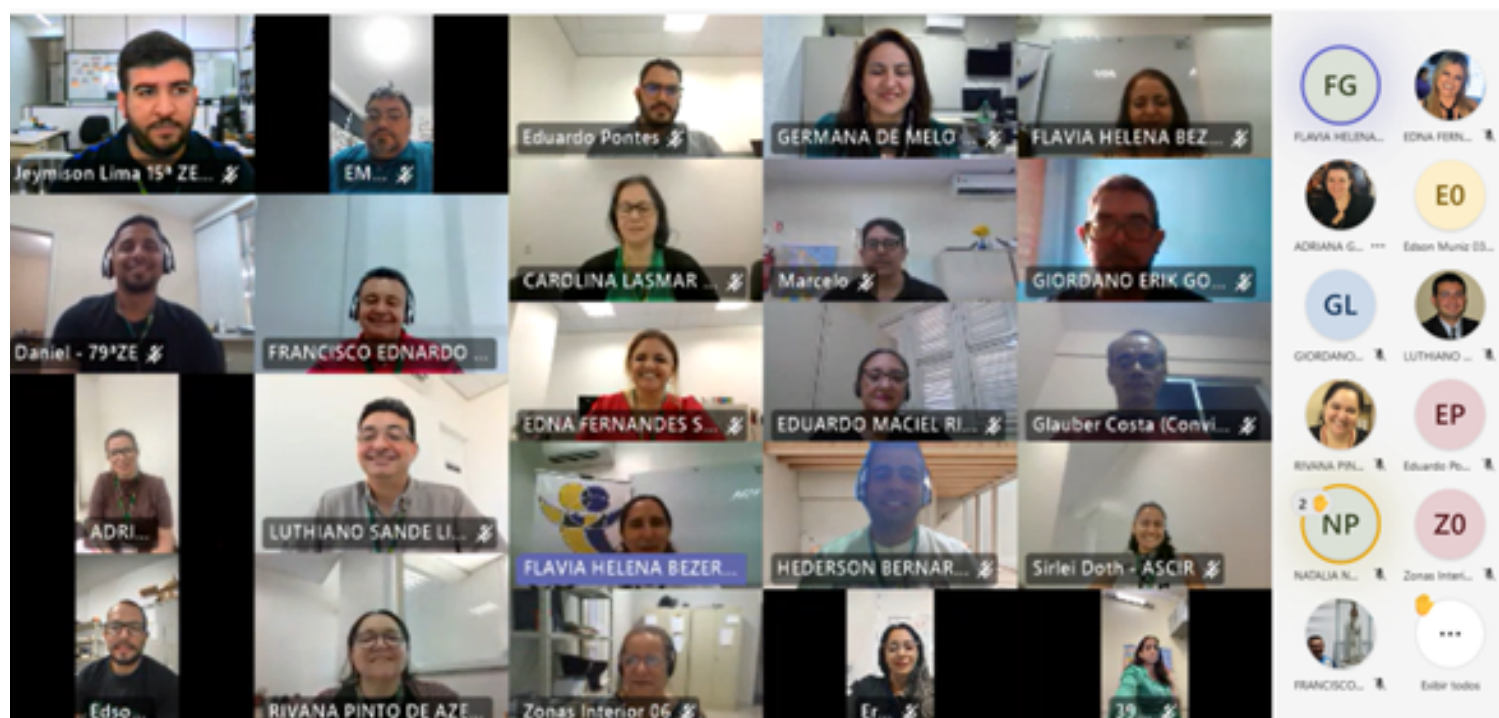 Jeymison Lima 15ª ZE...
EM...
Eduardo Pontes
GERMANA DE MELO ...
FLAVIA HELENA BEZ...
Daniel - 79ªZE
FRANCISCO EDNARDO ...
CAROLINA LASMAR ...
Marcelo
GIORDANO ERIK GO...
EDNA FERNANDES S...
EDUARDO MACIEL RI...
Glauber Costa (Convi...
ADRI...
LUTHIANO SANDE LI...
FLAVIA HELENA BEZER...
HEDERSON BERNAR...
Sirlei Doth - ASCIR
Edso...
RIVANA PINTO DE AZE...
Zonas Interior 06
Er...
39...
FG
FLAVIA HELENA...
EDNA FERN...
ADRIANA G...
E0
Edson Muniz 03...
GL
GIORDANO...
LUTHIANO ...
RIVANA PIN...
EP
Eduardo Po...
2
NP
NATALIA N...
Z0
Zonas Interi...
FRANCISCO...
...
Exibir todos